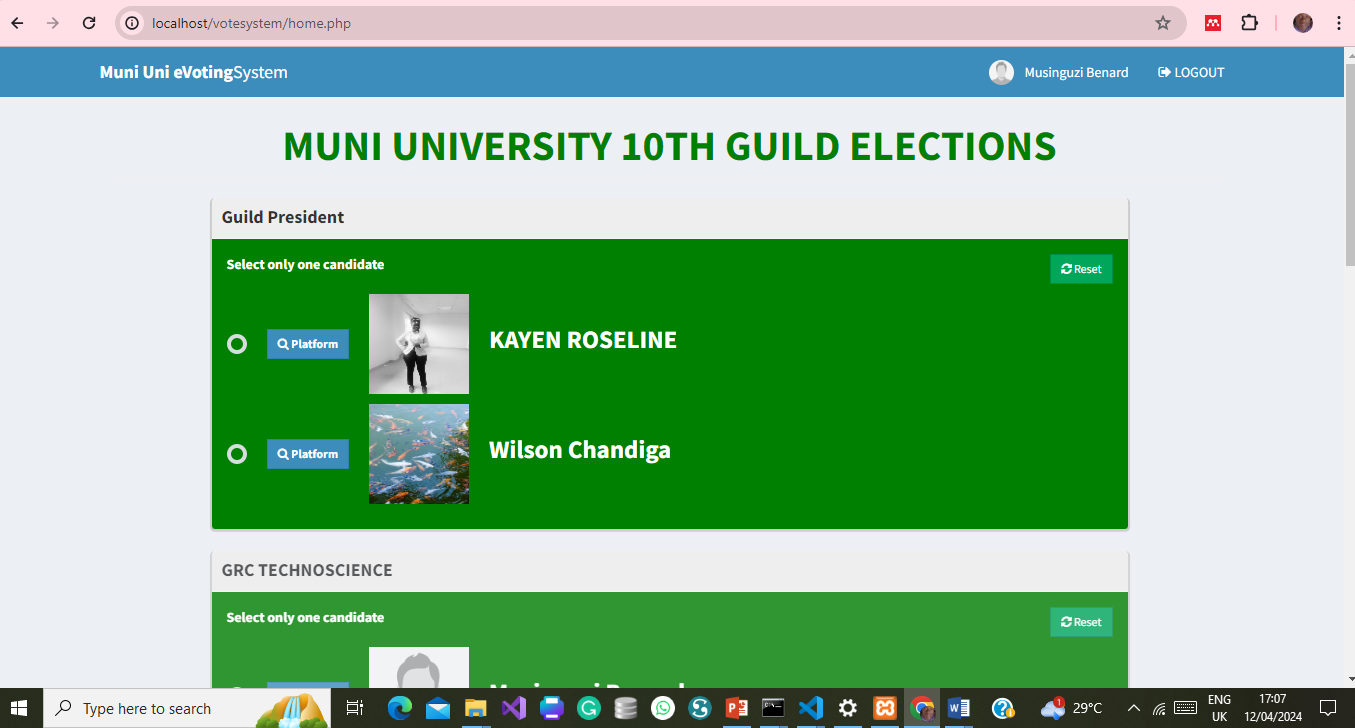 localhost/votesystem/home.php
Muni Uni eVotingSystem
Musinguzi Benard
LOGOUT
MUNI UNIVERSITY 10TH GUILD ELECTIONS
Guild President
Select only one candidate
Reset
Platform
KAYEN ROSELINE
Platform
Wilson Chandiga
GRC TECHNOSCIENCE
Select only one candidate
Reset
Type here to search
29°C
ENG
UK
17:07
12/04/2024